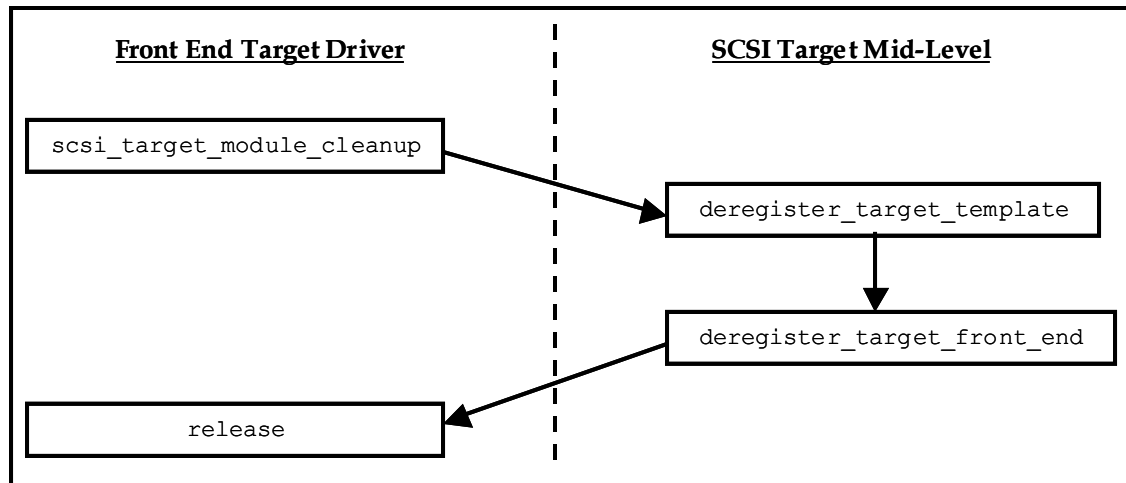 Front End Target Driver
SCSI Target Mid-Level
scsi_target_module_cleanup
deregister_target_template
deregister_target_front_end
release